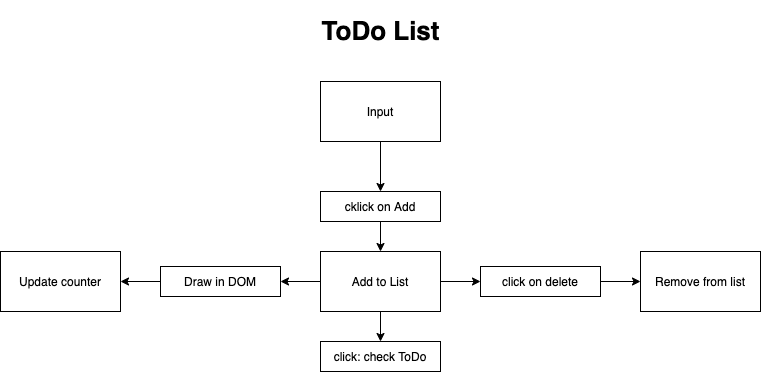 ToDo List
Input
cklick on Add
Update counter
Draw in DOM
Add to List
click on delete
Remove from list
click: check ToDo